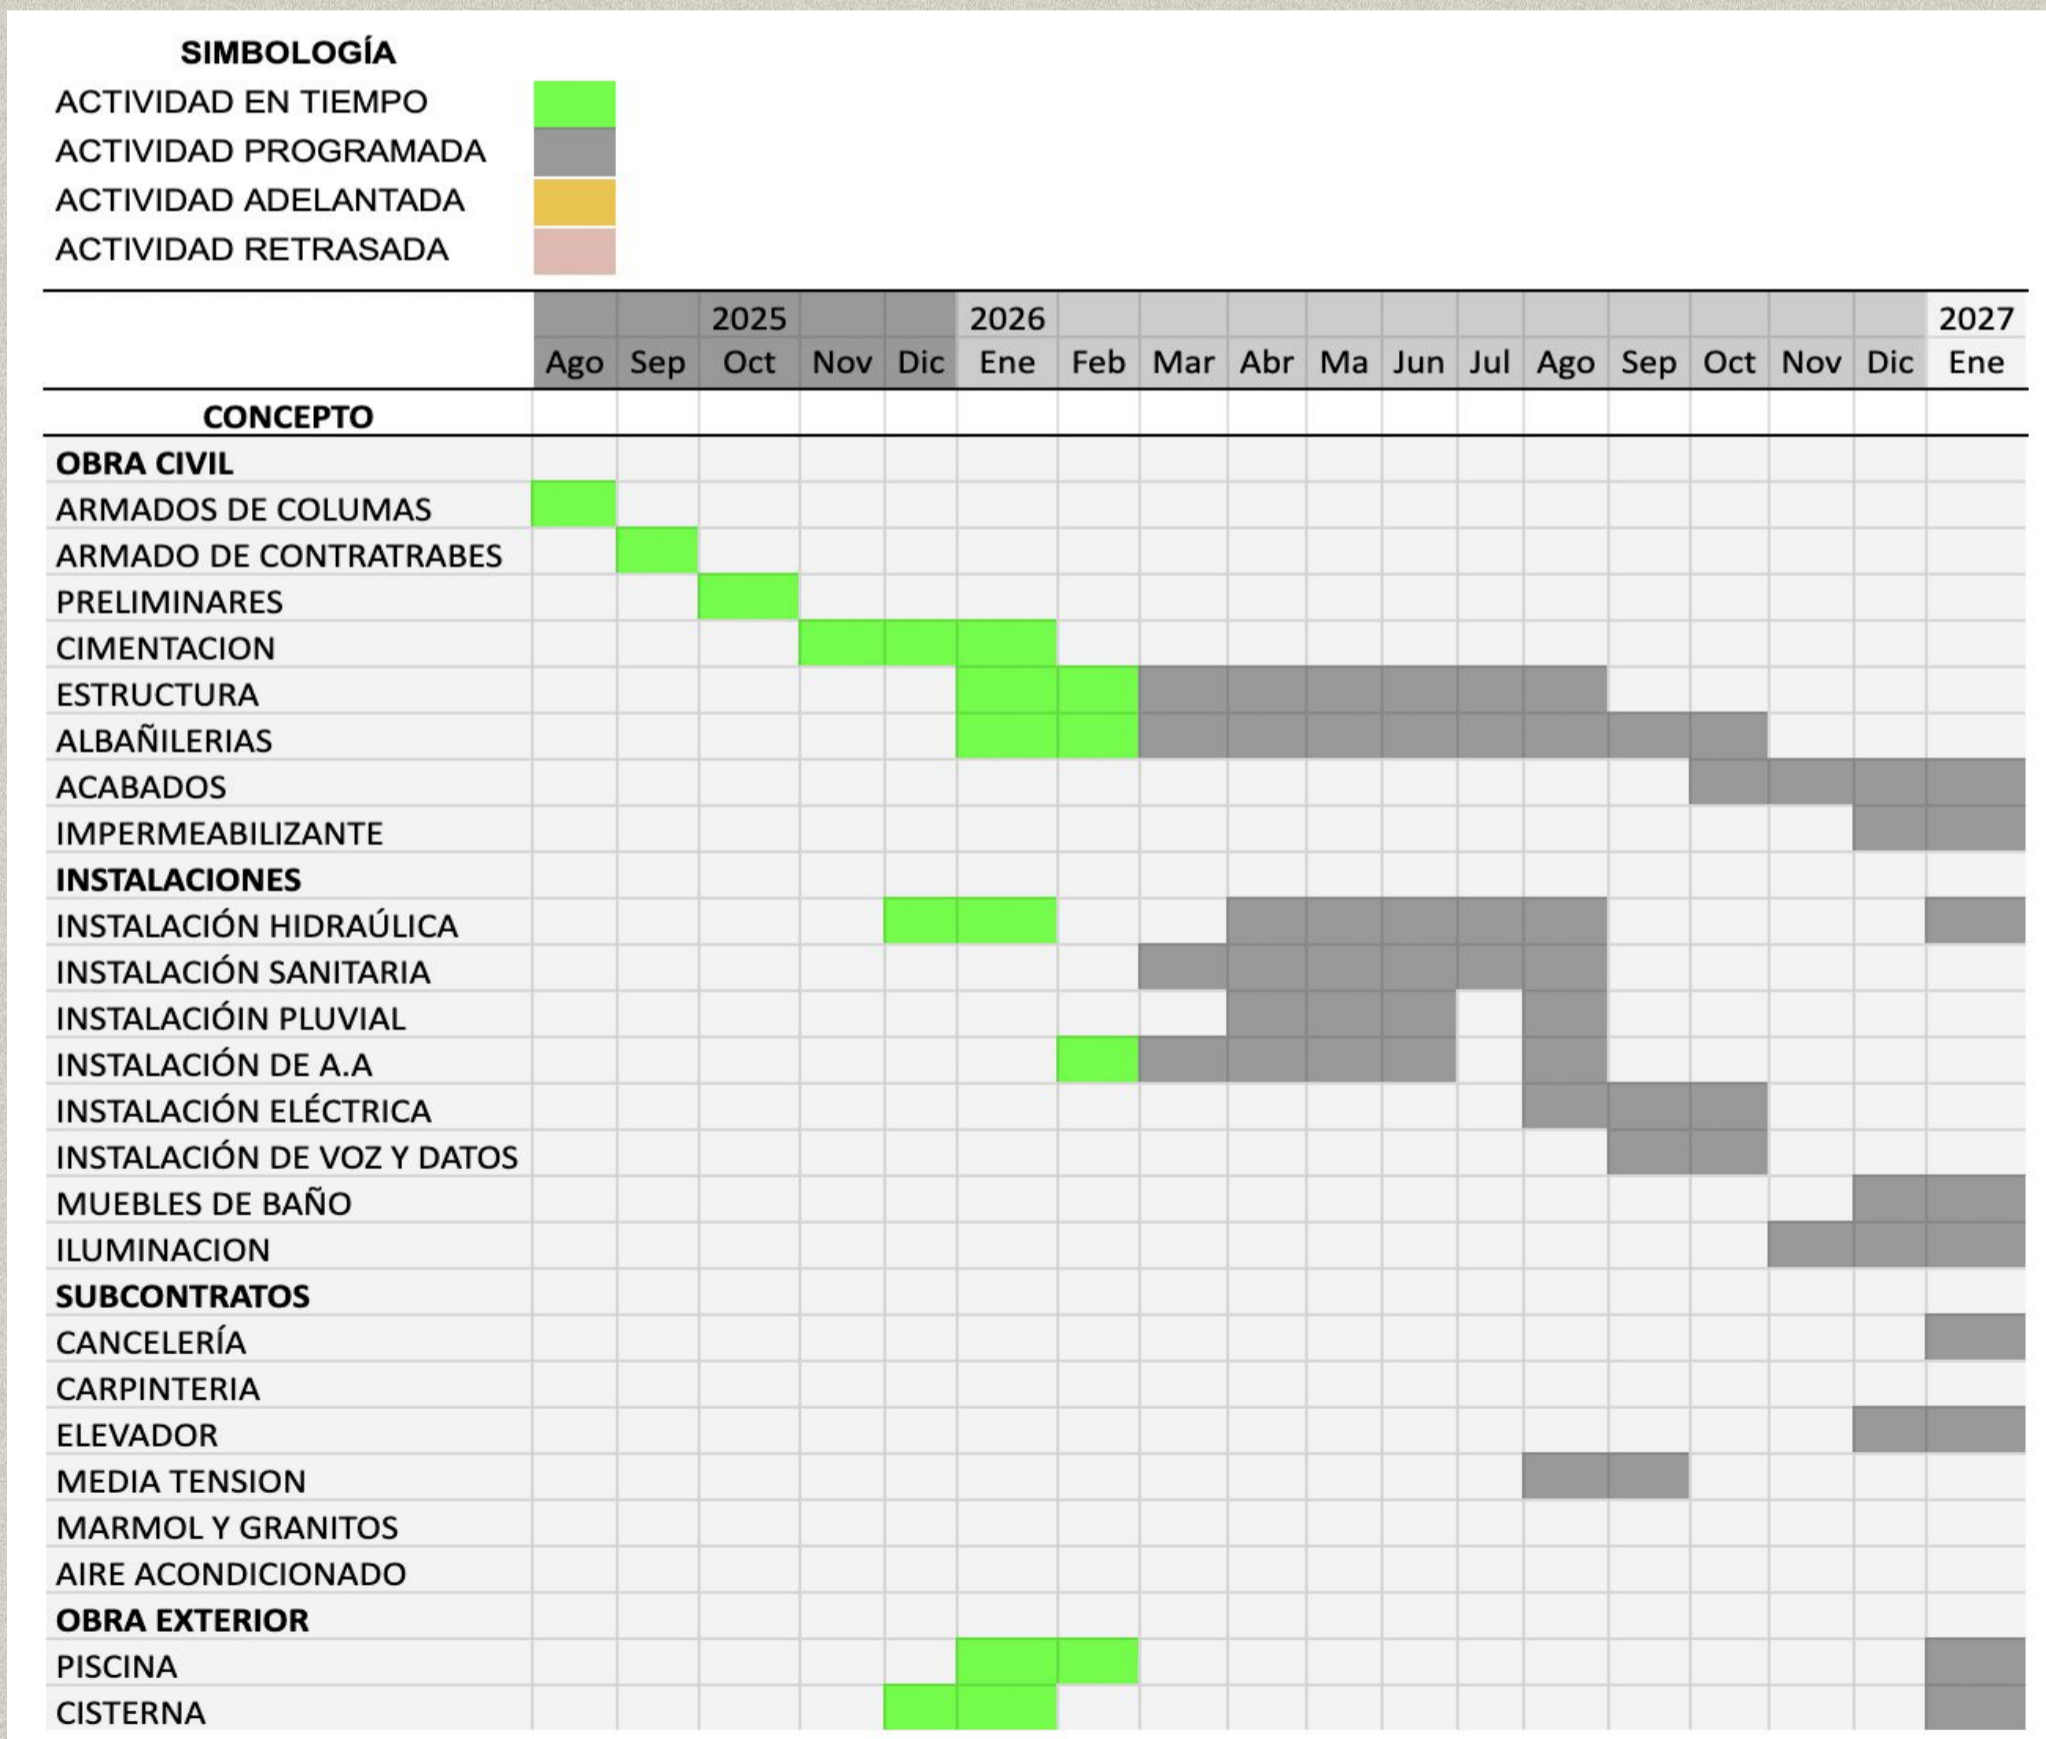 SIMBOLOGÍA
ACTIVIDAD EN TIEMPO
ACTIVIDAD PROGRAMADA
ACTIVIDAD ADELANTADA
ACTIVIDAD RETRASADA
2025 2026 2027
Ago Sep Oct Nov Dic Ene Feb Mar Abr Ma Jun Jul Ago Sep Oct Nov Dic Ene
CONCEPTO
OBRA CIVIL
ARMADOS DE COLUMAS
ARMADO DE CONTRATRABES
PRELIMINARES
CIMENTACION
ESTRUCTURA
ALBAÑILERIAS
ACABADOS
IMPERMEABILIZANTE
INSTALACIONES
INSTALACIÓN HIDRAÚLICA
INSTALACIÓN SANITARIA
INSTALACIÓIN PLUVIAL
INSTALACIÓN DE A.A
INSTALACIÓN ELÉCTRICA
INSTALACIÓN DE VOZ Y DATOS
MUEBLES DE BAÑO
ILUMINACION
SUBCONTRATOS
CANCELERÍA
CARPINTERIA
ELEVADOR
MEDIA TENSION
MARMOL Y GRANITOS
AIRE ACONDICIONADO
OBRA EXTERIOR
PISCINA
CISTERNA